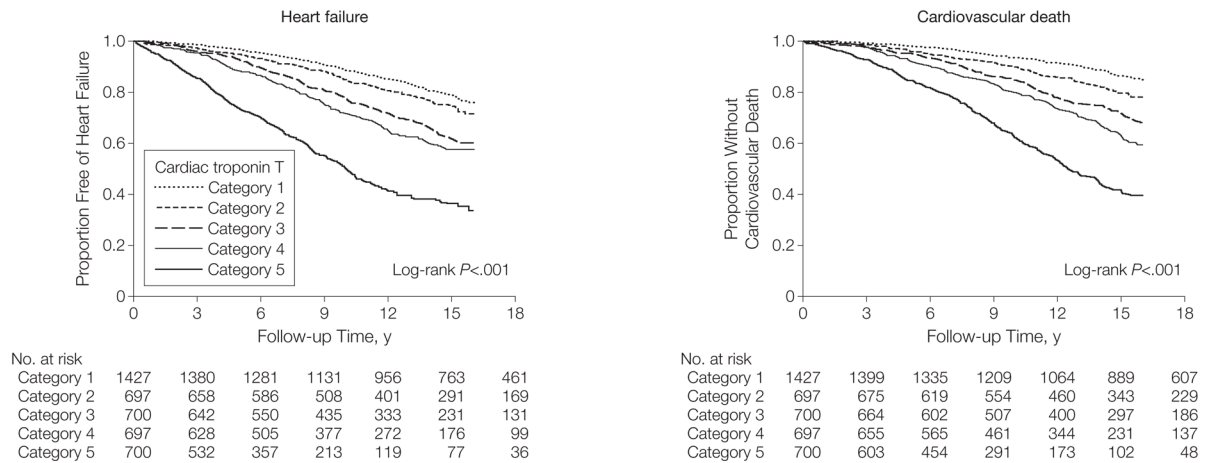 Heart failure
Proportion Free of Heart Failure
1.0
0.8
0.6
0.4
0.2
0
Cardiac troponin T
Category 1
Category 2
Category 3
Category 4
Category 5
Log-rank P<.001
0 3 6 9 12 15 18
Follow-up Time, y
No. at risk
Category 1 1427 1380 1281 1131 956 763 461
Category 2 697 658 586 508 401 291 169
Category 3 700 642 550 435 333 231 131
Category 4 697 628 505 377 272 176 99
Category 5 700 532 357 213 119 77 36
Cardiovascular death
Proportion Without
Cardiovascular Death
1.0
0.8
0.6
0.4
0.2
0
Log-rank P<.001
0 3 6 9 12 15 18
Follow-up Time, y
No. at risk
Category 1 1427 1399 1335 1209 1064 889 607
Category 2 697 675 619 554 460 343 229
Category 3 700 664 602 507 400 297 186
Category 4 697 655 565 461 344 231 137
Category 5 700 603 454 291 173 102 48